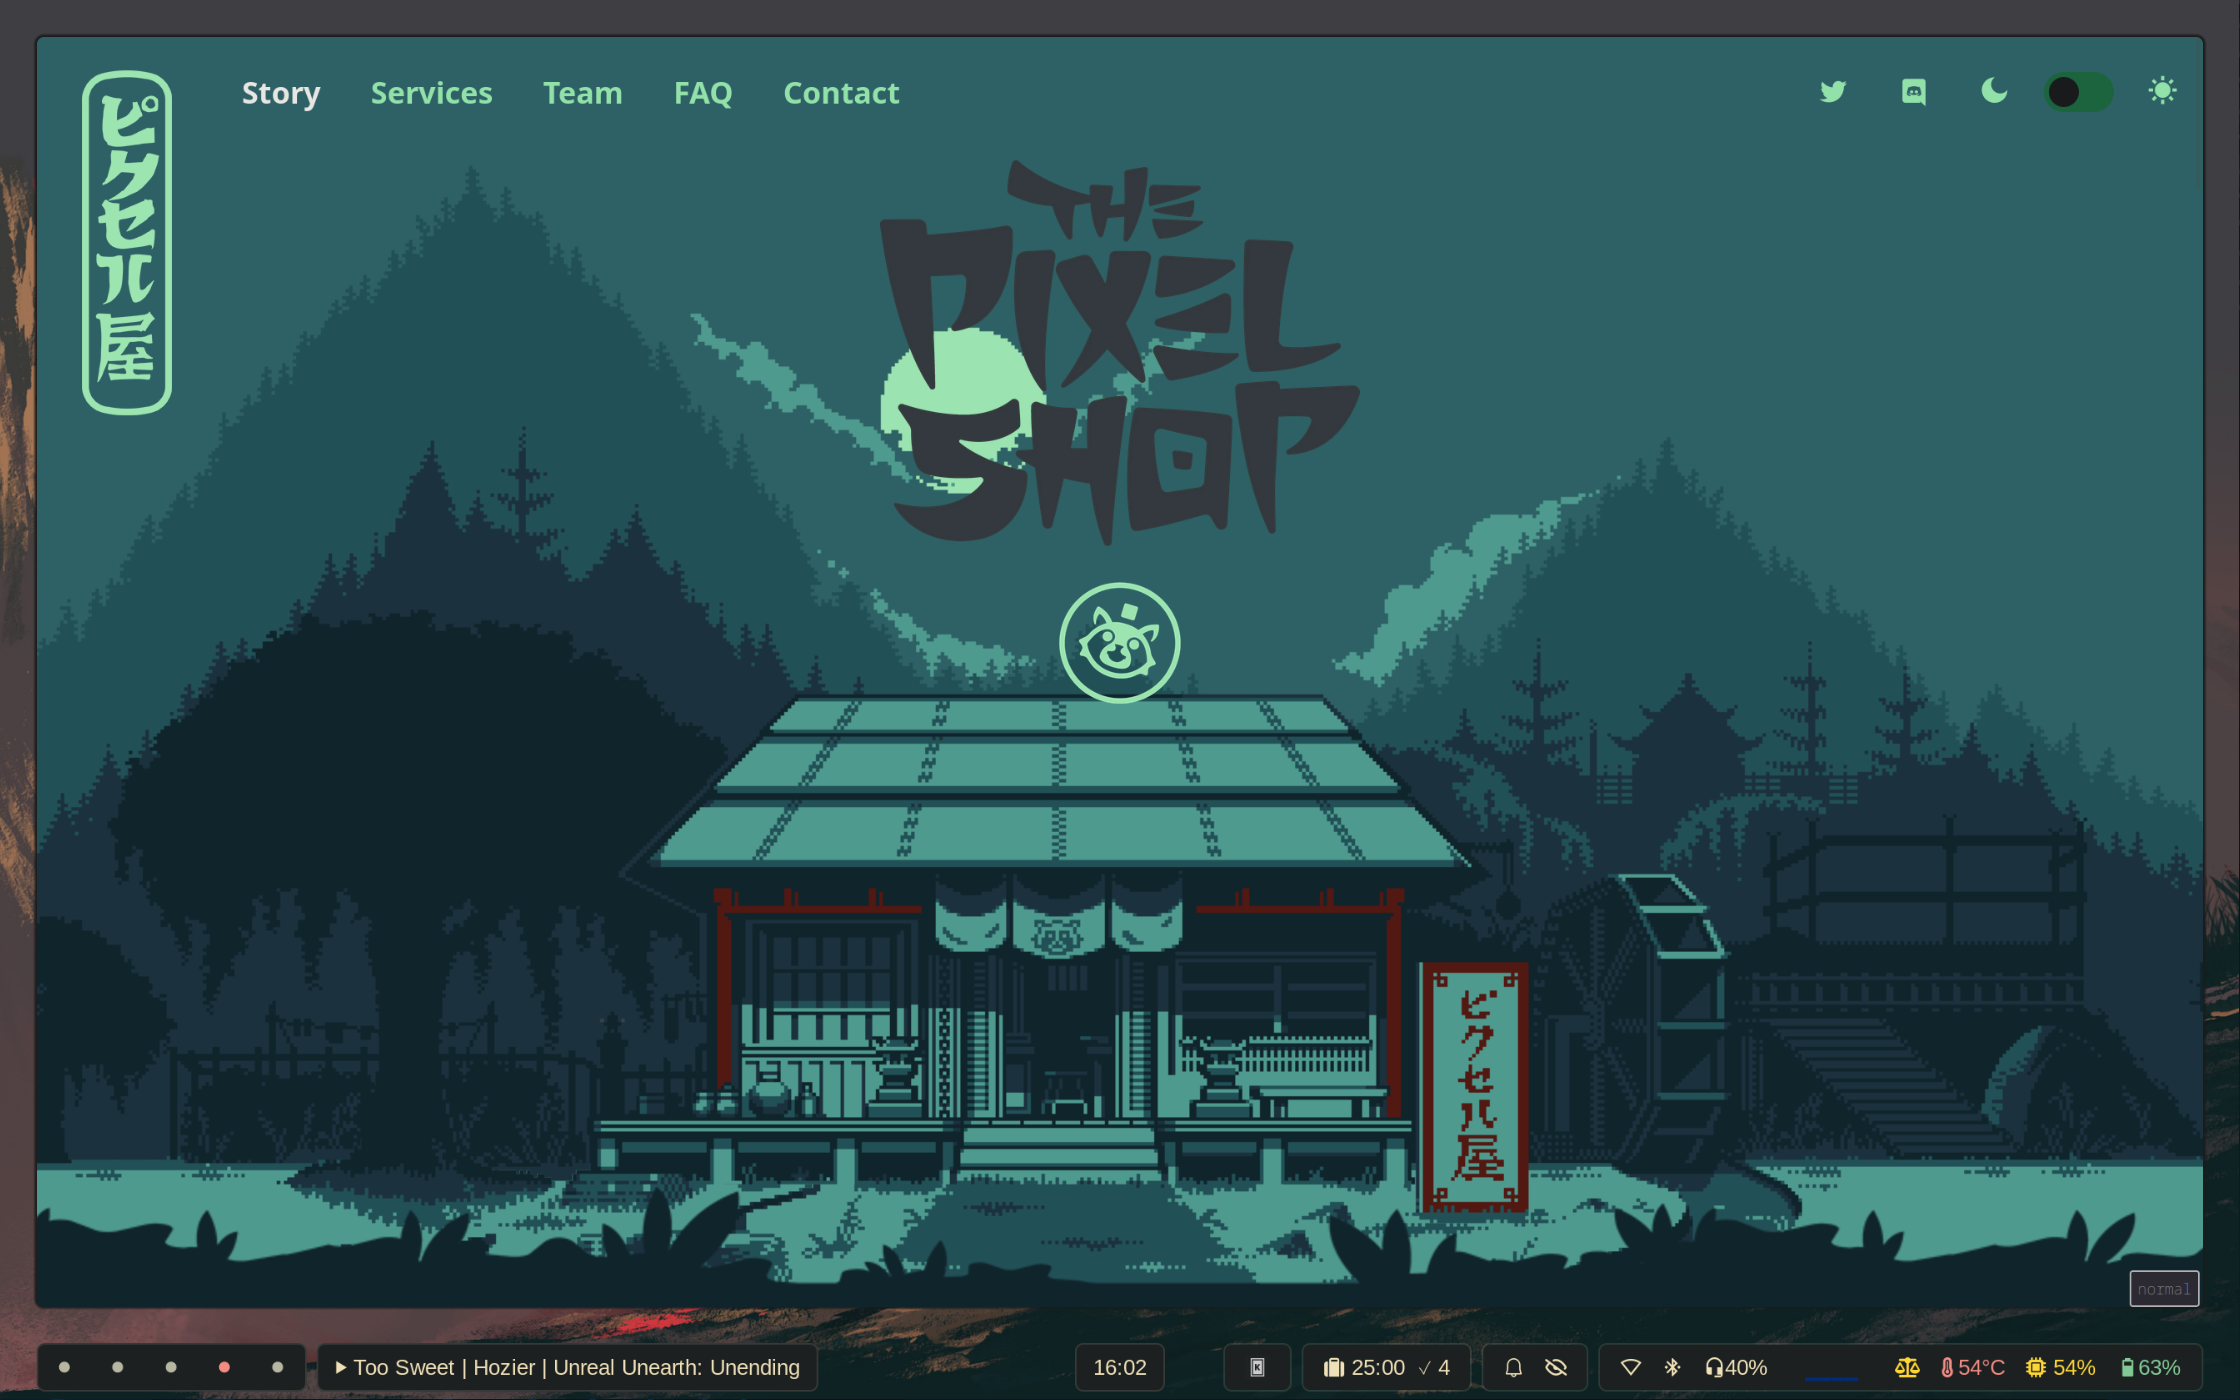 ピクセル屋
Story Services Team FAQ Contact
THE
PIXEL
SHOP
ピクセル屋
normal
Too Sweet | Hozier | Unreal Unearth: Unending
16:02
25:00 ✓ 4
40%
54°C
54%
63%